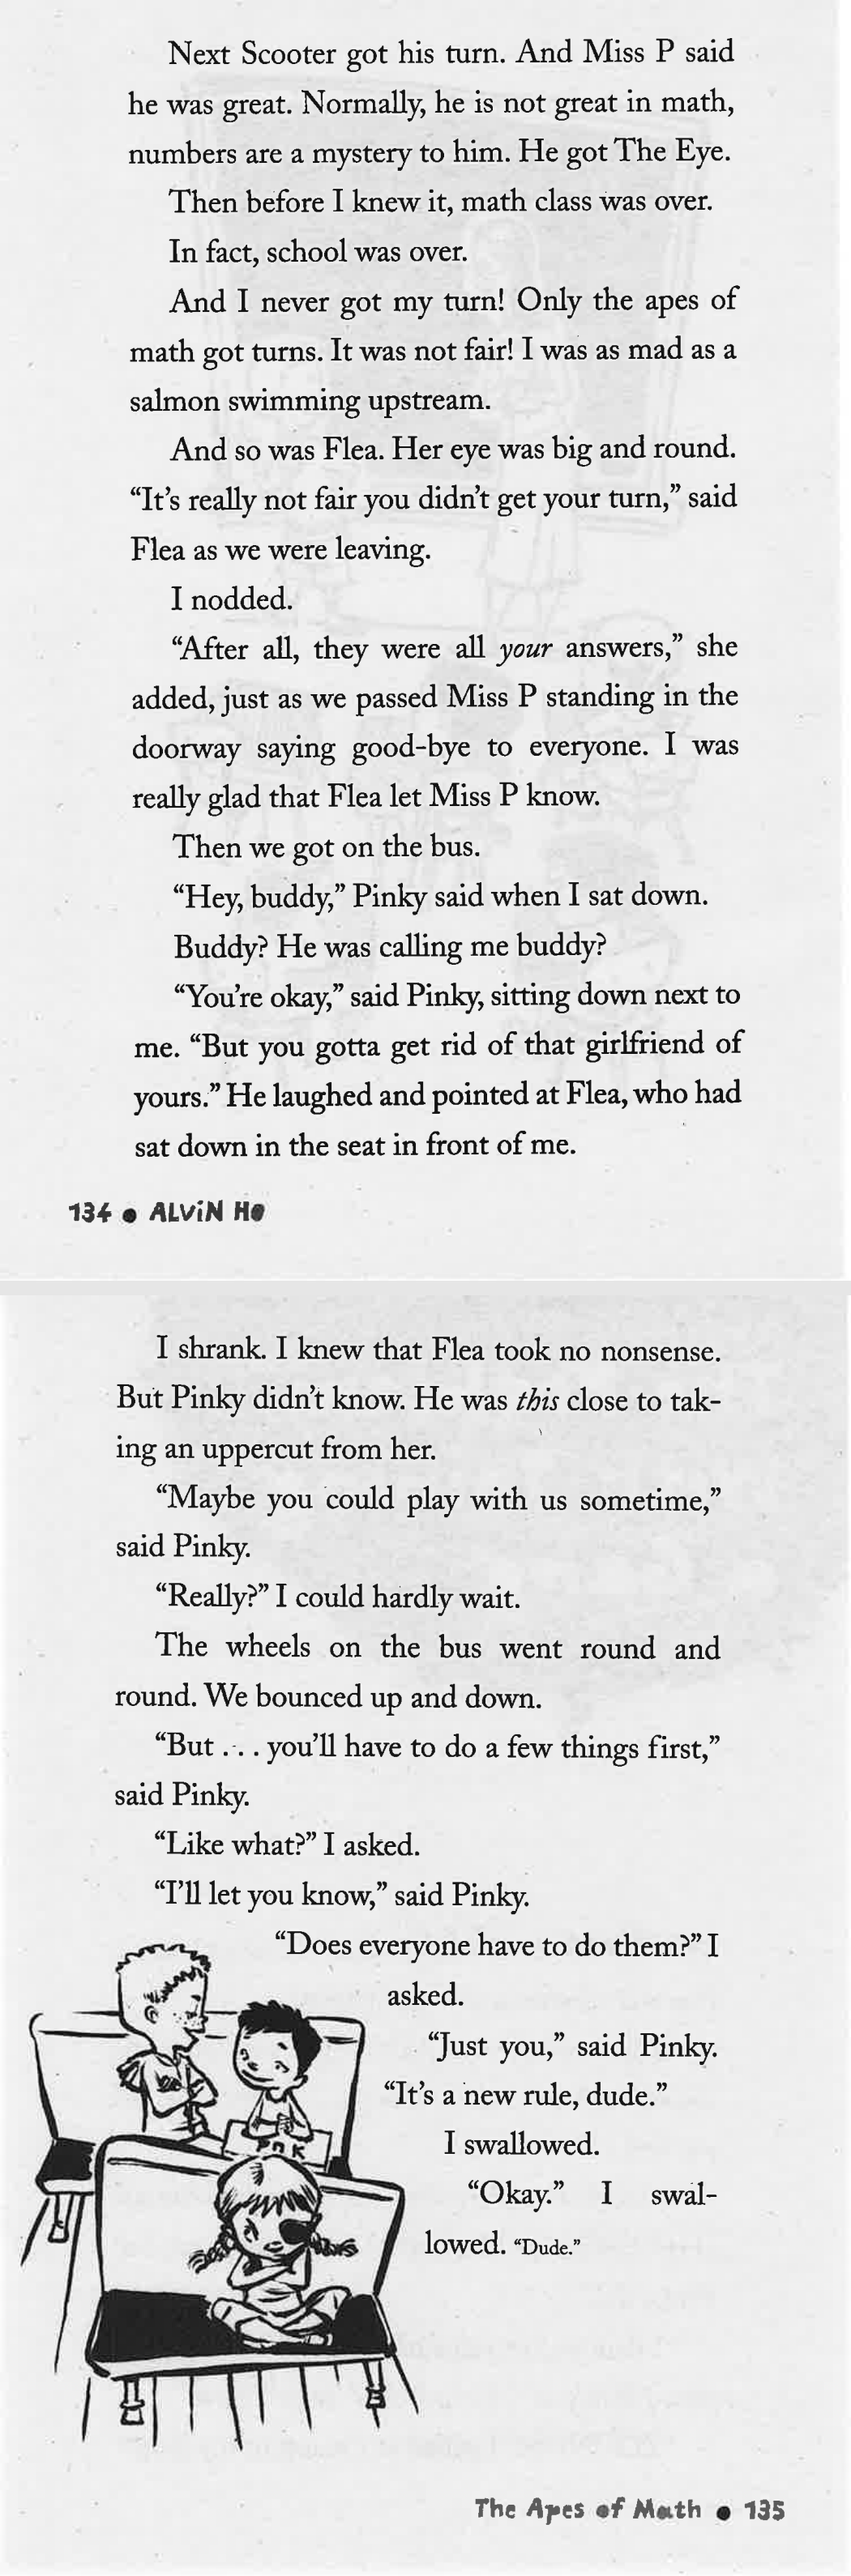 Next Scooter got his turn. And Miss P said
he was great. Normally, he is not great in math,
numbers are a mystery to him. He got The Eye.
Then before I knew it, math class was over.
In fact, school was over.
And I never got my turn! Only the apes of
math got turns. It was not fair! I was as mad as a
salmon swimming upstream.
And so was Flea. Her eye was big and round.
“It’s really not fair you didn’t get your turn,” said
Flea as we were leaving.
I nodded.
“After all, they were all your answers,” she
added, just as we passed Miss P standing in the
doorway saying good-bye to everyone. I was
really glad that Flea let Miss P know.
Then we got on the bus.
“Hey, buddy,” Pinky said when I sat down.
Buddy? He was calling me buddy?
“You’re okay,” said Pinky, sitting down next to
me. “But you gotta get rid of that girlfriend of
yours.” He laughed and pointed at Flea, who had
sat down in the seat in front of me.
134 • ALViN HO
I shrank. I knew that Flea took no nonsense.
But Pinky didn’t know. He was this close to tak-
ing an uppercut from her.
“Maybe you could play with us sometime,”
said Pinky.
“Really?” I could hardly wait.
The wheels on the bus went round and
round. We bounced up and down.
“But . . . you’ll have to do a few things first,”
said Pinky.
“Like what?” I asked.
“I’ll let you know,” said Pinky.
“Does everyone have to do them?” I
asked.
“Just you,” said Pinky.
“It’s a new rule, dude.”
I swallowed.
“Okay.” I swal-
lowed. “Dude.”
PDK
The Apes of Math • 135